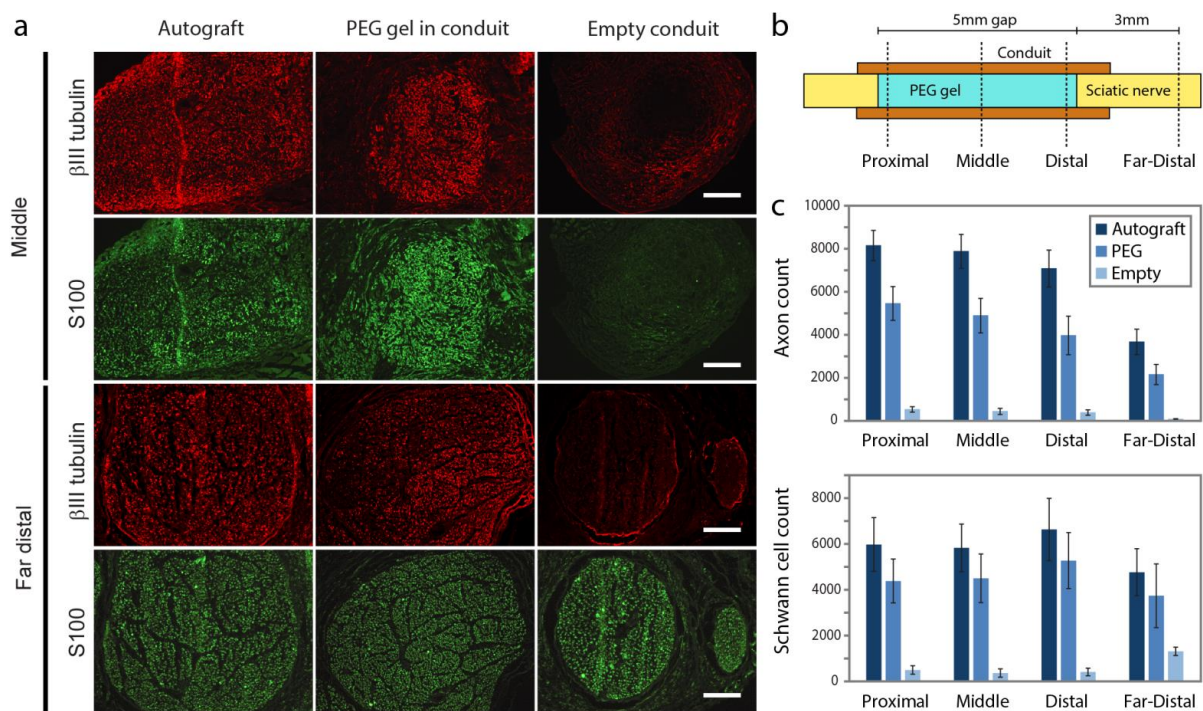 a
Autograft
PEG gel in conduit
Empty conduit
Middle
βIII tubulin
S100
Far distal
βIII tubulin
S100
b
5mm gap
3mm
Conduit
PEG gel
Sciatic nerve
Proximal
Middle
Distal
Far-Distal
c
Axon count
10000
8000
6000
4000
2000
0
Autograft
PEG
Empty
Proximal
Middle
Distal
Far-Distal
Schwann cell count
8000
6000
4000
2000
0
Proximal
Middle
Distal
Far-Distal